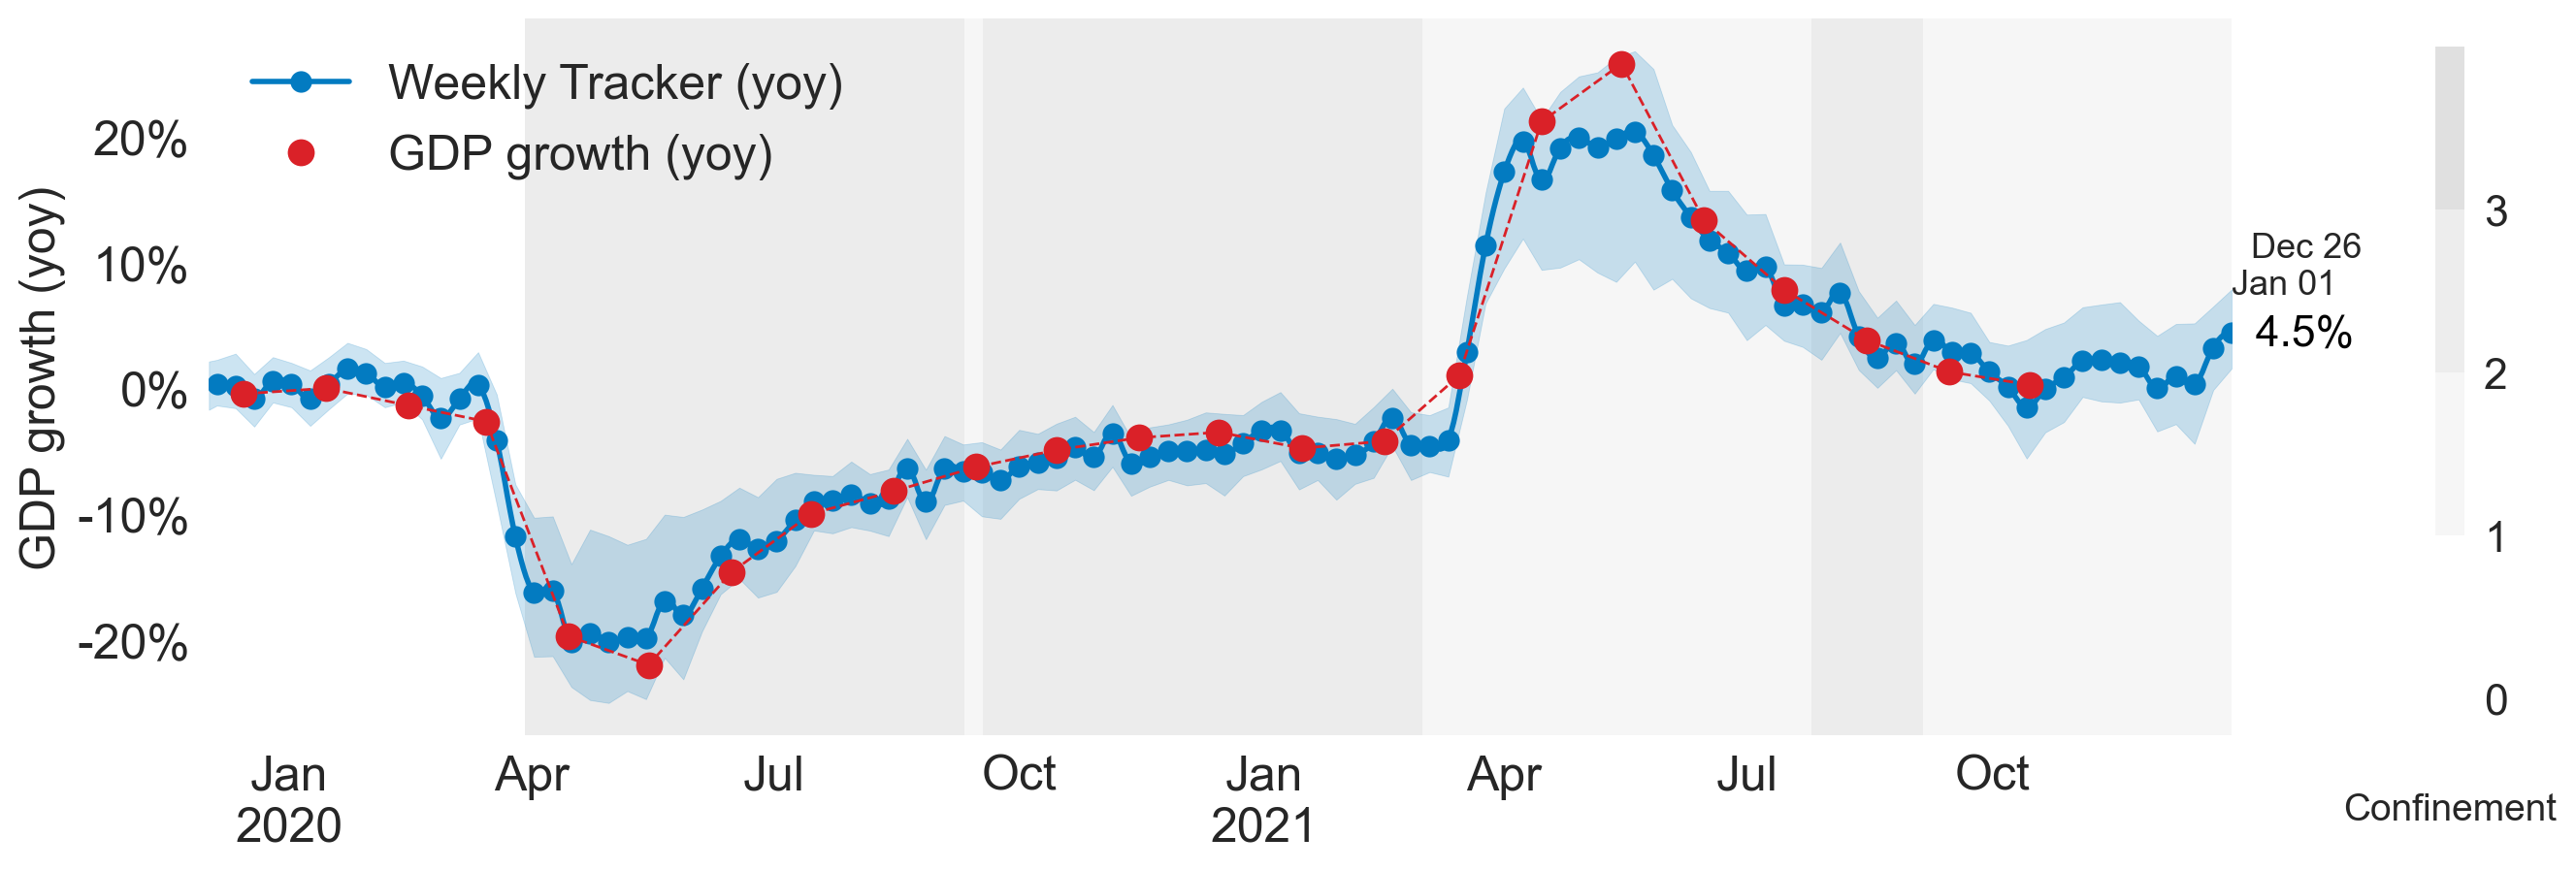 Weekly Tracker (yoy)
GDP growth (yoy)
GDP growth (yoy)
20%
10%
0%
-10%
-20%
Jan
2020
Apr
Jul
Oct
Jan
2021
Apr
Jul
Oct
Dec 26
Jan 01
4.5%
3
2
1
0
Confinement